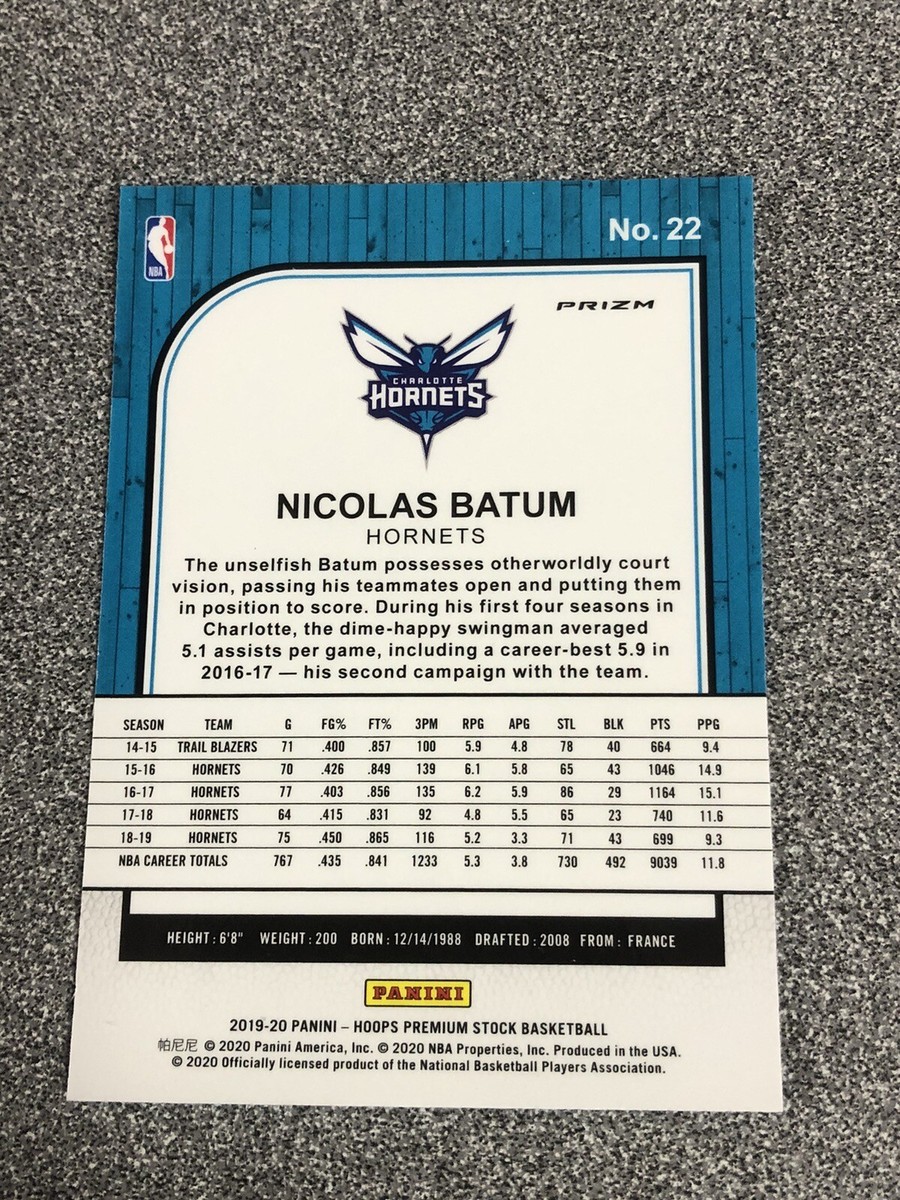 No. 22
NBA
PRIZM
CHARLOTTE
HORNETS
NICOLAS BATUM
HORNETS
The unselfish Batum possesses otherworldly court
vision, passing his teammates open and putting them
in position to score. During his first four seasons in
Charlotte, the dime-happy swingman averaged
5.1 assists per game, including a career-best 5.9 in
2016-17 — his second campaign with the team.
SEASON TEAM G FG% FT% 3PM RPG APG STL BLK PTS PPG
14-15 TRAIL BLAZERS 71 .400 .857 100 5.9 4.8 78 40 664 9.4
15-16 HORNETS 70 .426 .849 139 6.1 5.8 65 43 1046 14.9
16-17 HORNETS 77 .403 .856 135 6.2 5.9 86 29 1164 15.1
17-18 HORNETS 64 .415 .831 92 4.8 5.5 65 23 740 11.6
18-19 HORNETS 75 .450 .865 116 5.2 3.3 71 43 699 9.3
NBA CAREER TOTALS 767 .435 .841 1233 5.3 3.8 730 492 9039 11.8
HEIGHT: 6'8" WEIGHT: 200 BORN: 12/14/1988 DRAFTED: 2008 FROM: FRANCE
PANINI
2019-20 PANINI – HOOPS PREMIUM STOCK BASKETBALL
帕尼尼 © 2020 Panini America, Inc. © 2020 NBA Properties, Inc. Produced in the USA.
© 2020 Officially licensed product of the National Basketball Players Association.